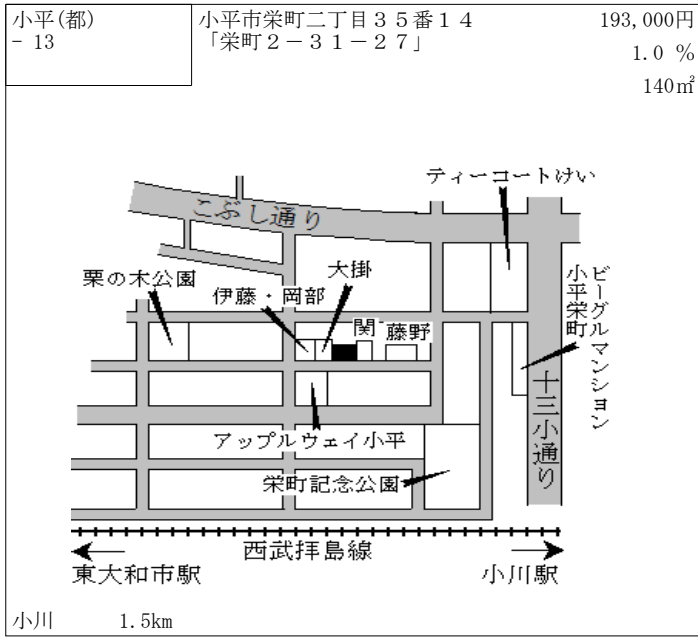 小平(都)
- 13
小平市栄町二丁目３５番１４
「栄町２－３１－２７」
193,000円
1.0 %
140㎡
ティーコートけい
こぶし通り
大掛
栗の木公園
伊藤・岡部
関
藤野
ビーグルマンション
小平栄町
十三小通り
アップルウェイ小平
栄町記念公園
西武拝島線
東大和市駅
小川駅
小川 1.5km